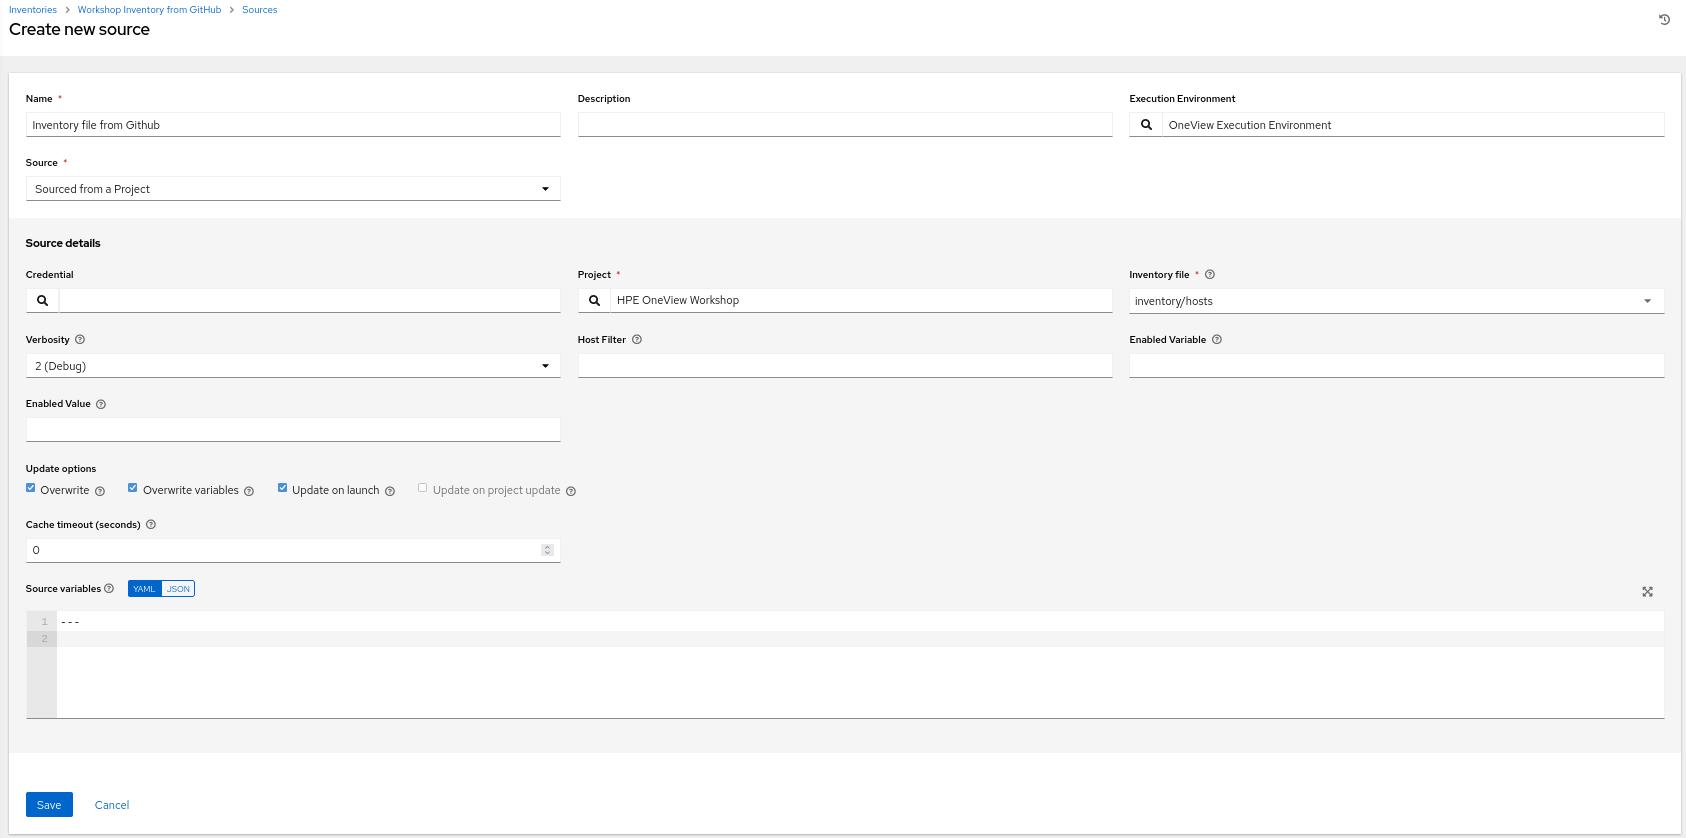 Inventories > Workshop Inventory from GitHub > Sources
Create new source
Name * Description Execution Environment
Inventory file from Github OneView Execution Environment
Source *
Sourced from a Project
Source details
Credential Project * Inventory file *
HPE OneView Workshop inventory/hosts
Verbosity Host Filter Enabled Variable
2 (Debug)
Enabled Value
Update options
Overwrite Overwrite variables Update on launch Update on project update
Cache timeout (seconds)
0
Source variables YAML JSON
1 ---
2
Save Cancel